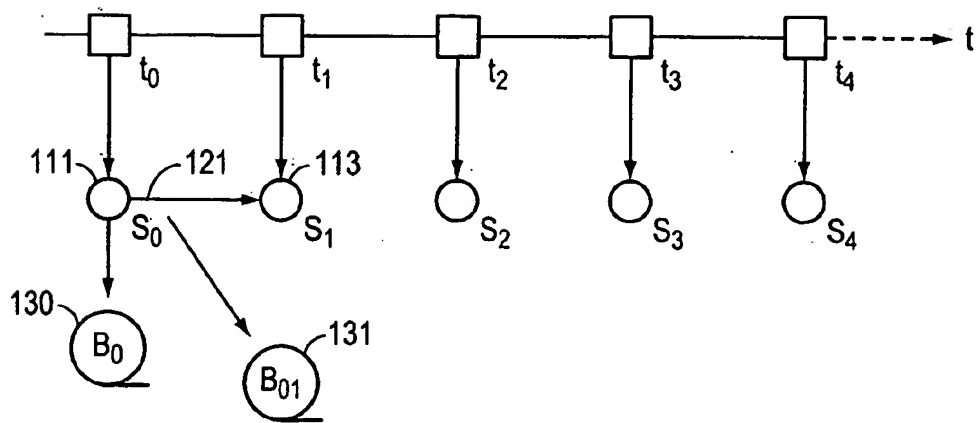 t₀ t₁ t₂ t₃ t₄ t
111 121 113
S₀ S₁ S₂ S₃ S₄
130 131
B₀
B₀₁